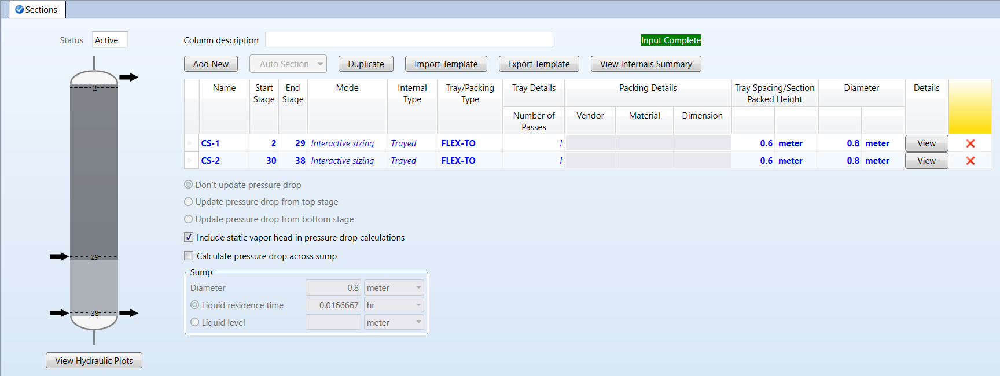 Sections
Status Active
Column description
Input Complete
Add New Auto Section Duplicate Import Template Export Template View Internals Summary
Name Start Stage End Stage Mode Internal Type Tray/Packing Type Tray Details Packing Details Tray Spacing/Section Packed Height Diameter Details
Number of Passes Vendor Material Dimension
CS-1 2 29 Interactive sizing Trayed FLEX-TO 1 0.6 meter 0.8 meter View
CS-2 30 38 Interactive sizing Trayed FLEX-TO 1 0.6 meter 0.8 meter View
2
29
38
View Hydraulic Plots
Don't update pressure drop
Update pressure drop from top stage
Update pressure drop from bottom stage
Include static vapor head in pressure drop calculations
Calculate pressure drop across sump
Sump
Diameter 0.8 meter
Liquid residence time 0.0166667 hr
Liquid level meter